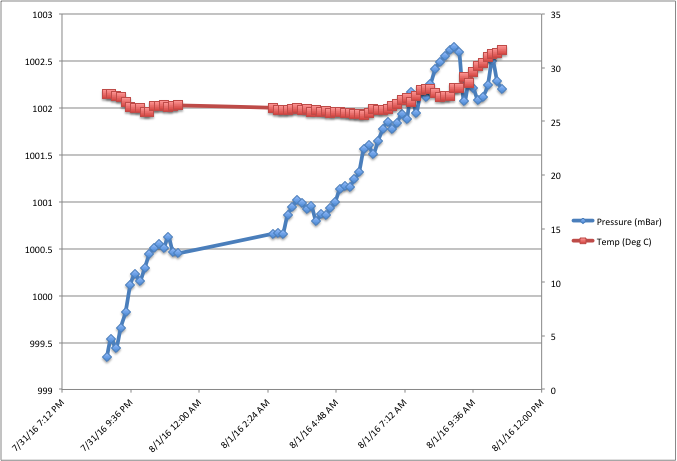 1003
1002.5
1002
1001.5
1001
1000.5
1000
999.5
999
35
30
25
20
15
10
5
0
Pressure (mBar)
Temp (Deg C)
7/31/16 7:12 PM
7/31/16 9:36 PM
8/1/16 12:00 AM
8/1/16 2:24 AM
8/1/16 4:48 AM
8/1/16 7:12 AM
8/1/16 9:36 AM
8/1/16 12:00 PM